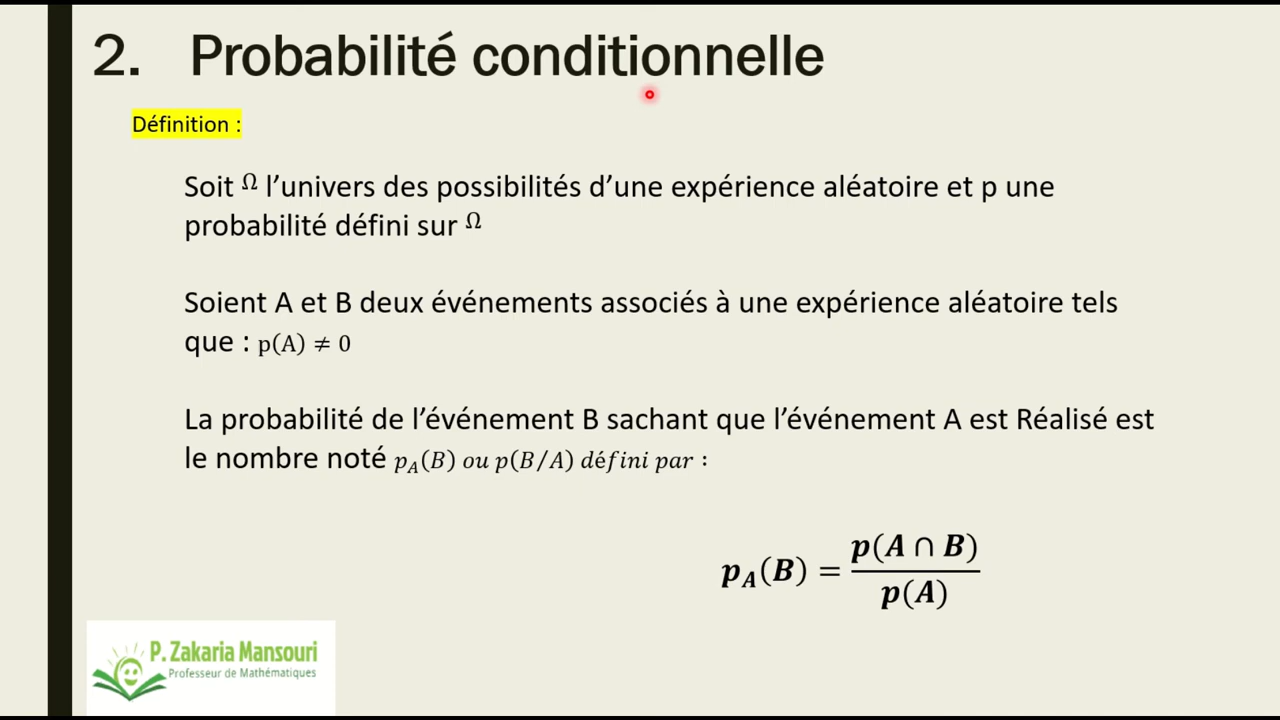 2. Probabilité conditionnelle
Définition :
Soit Ω l’univers des possibilités d’une expérience aléatoire et p une
probabilité défini sur Ω
Soient A et B deux événements associés à une expérience aléatoire tels
que : p(A) ≠ 0
La probabilité de l’événement B sachant que l’événement A est Réalisé est
le nombre noté p_A(B) ou p(B/A) défini par :
p_A(B) = p(A ∩ B) / p(A)
P. Zakaria Mansouri
Professeur de Mathématiques